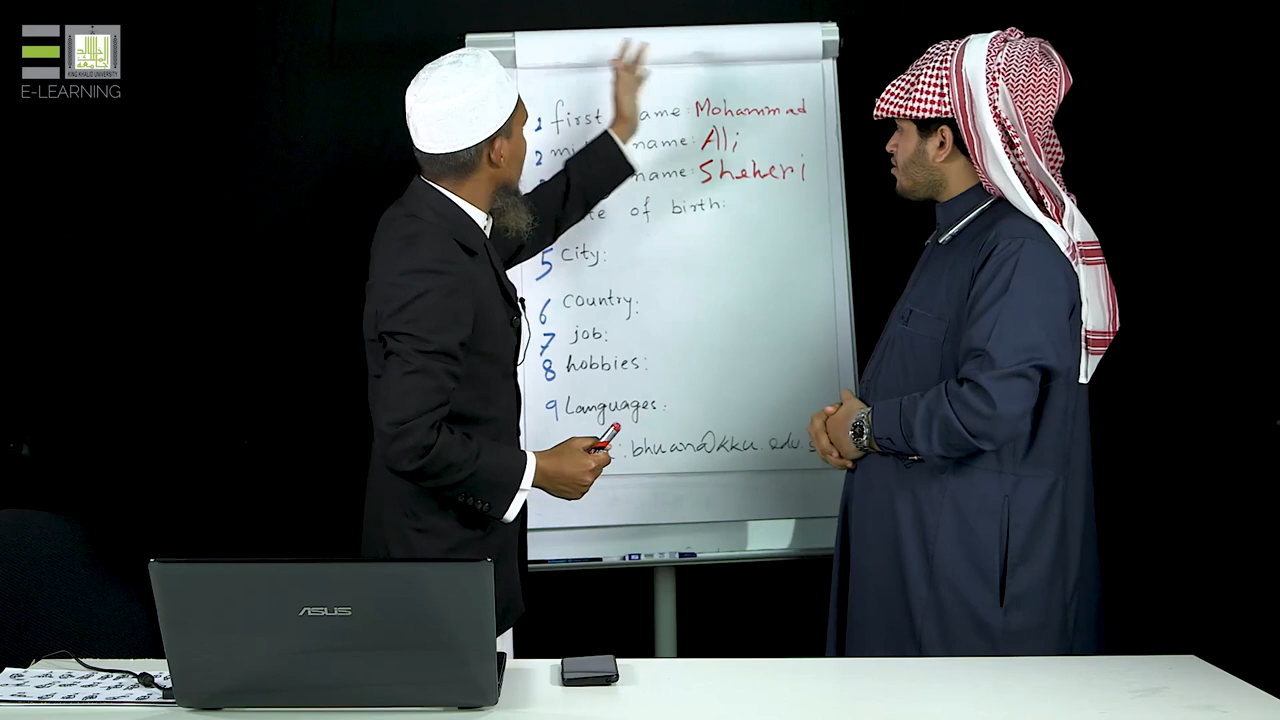 KING KHALID UNIVERSITY
E-LEARNING
1 first name: Mohammad
2 name: Ali
name: Sheheri
of birth:
5 City:
6 Country:
7 job:
8 hobbies:
9 Languages:
: bhuan@kku.edu.s
ASUS